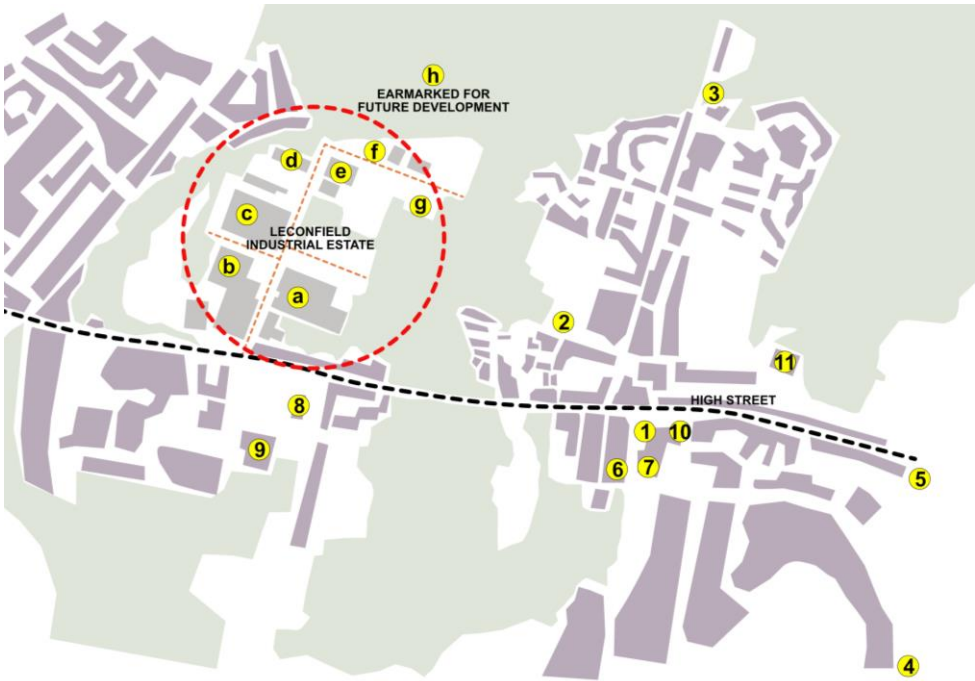 h
EARMARKED FOR
FUTURE DEVELOPMENT
3
f
d
e
g
c
LECONFIELD
INDUSTRIAL ESTATE
b
a
2
11
HIGH STREET
8
1
10
9
6
7
5
4